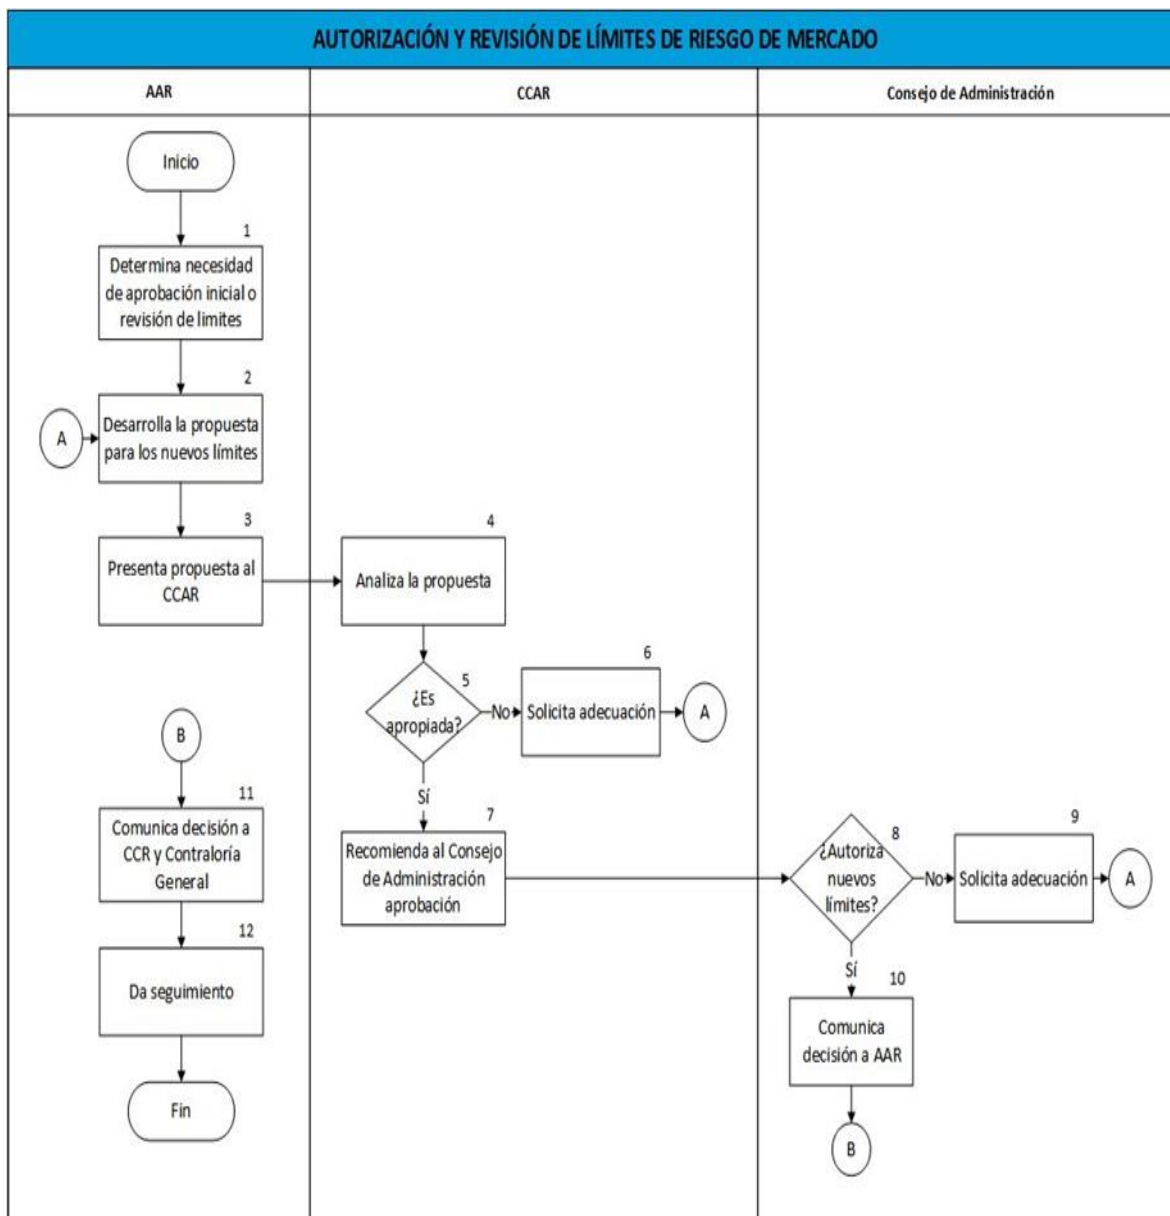 AUTORIZACIÓN Y REVISIÓN DE LÍMITES DE RIESGO DE MERCADO
AAR
CCAR
Consejo de Administración
Inicio
1
Determina necesidad
de aprobación inicial o
revisión de limites
2
A
Desarrolla la propuesta
para los nuevos límites
3
Presenta propuesta al
CCAR
4
Analiza la propuesta
5
¿Es
apropiada?
No
6
Solicita adecuación
A
Sí
7
Recomienda al Consejo
de Administración
aprobación
8
¿Autoriza
nuevos
límites?
No
9
Solicita adecuación
A
Sí
10
Comunica
decisión a AAR
B
B
11
Comunica decisión a
CCR y Contraloría
General
12
Da seguimiento
Fin